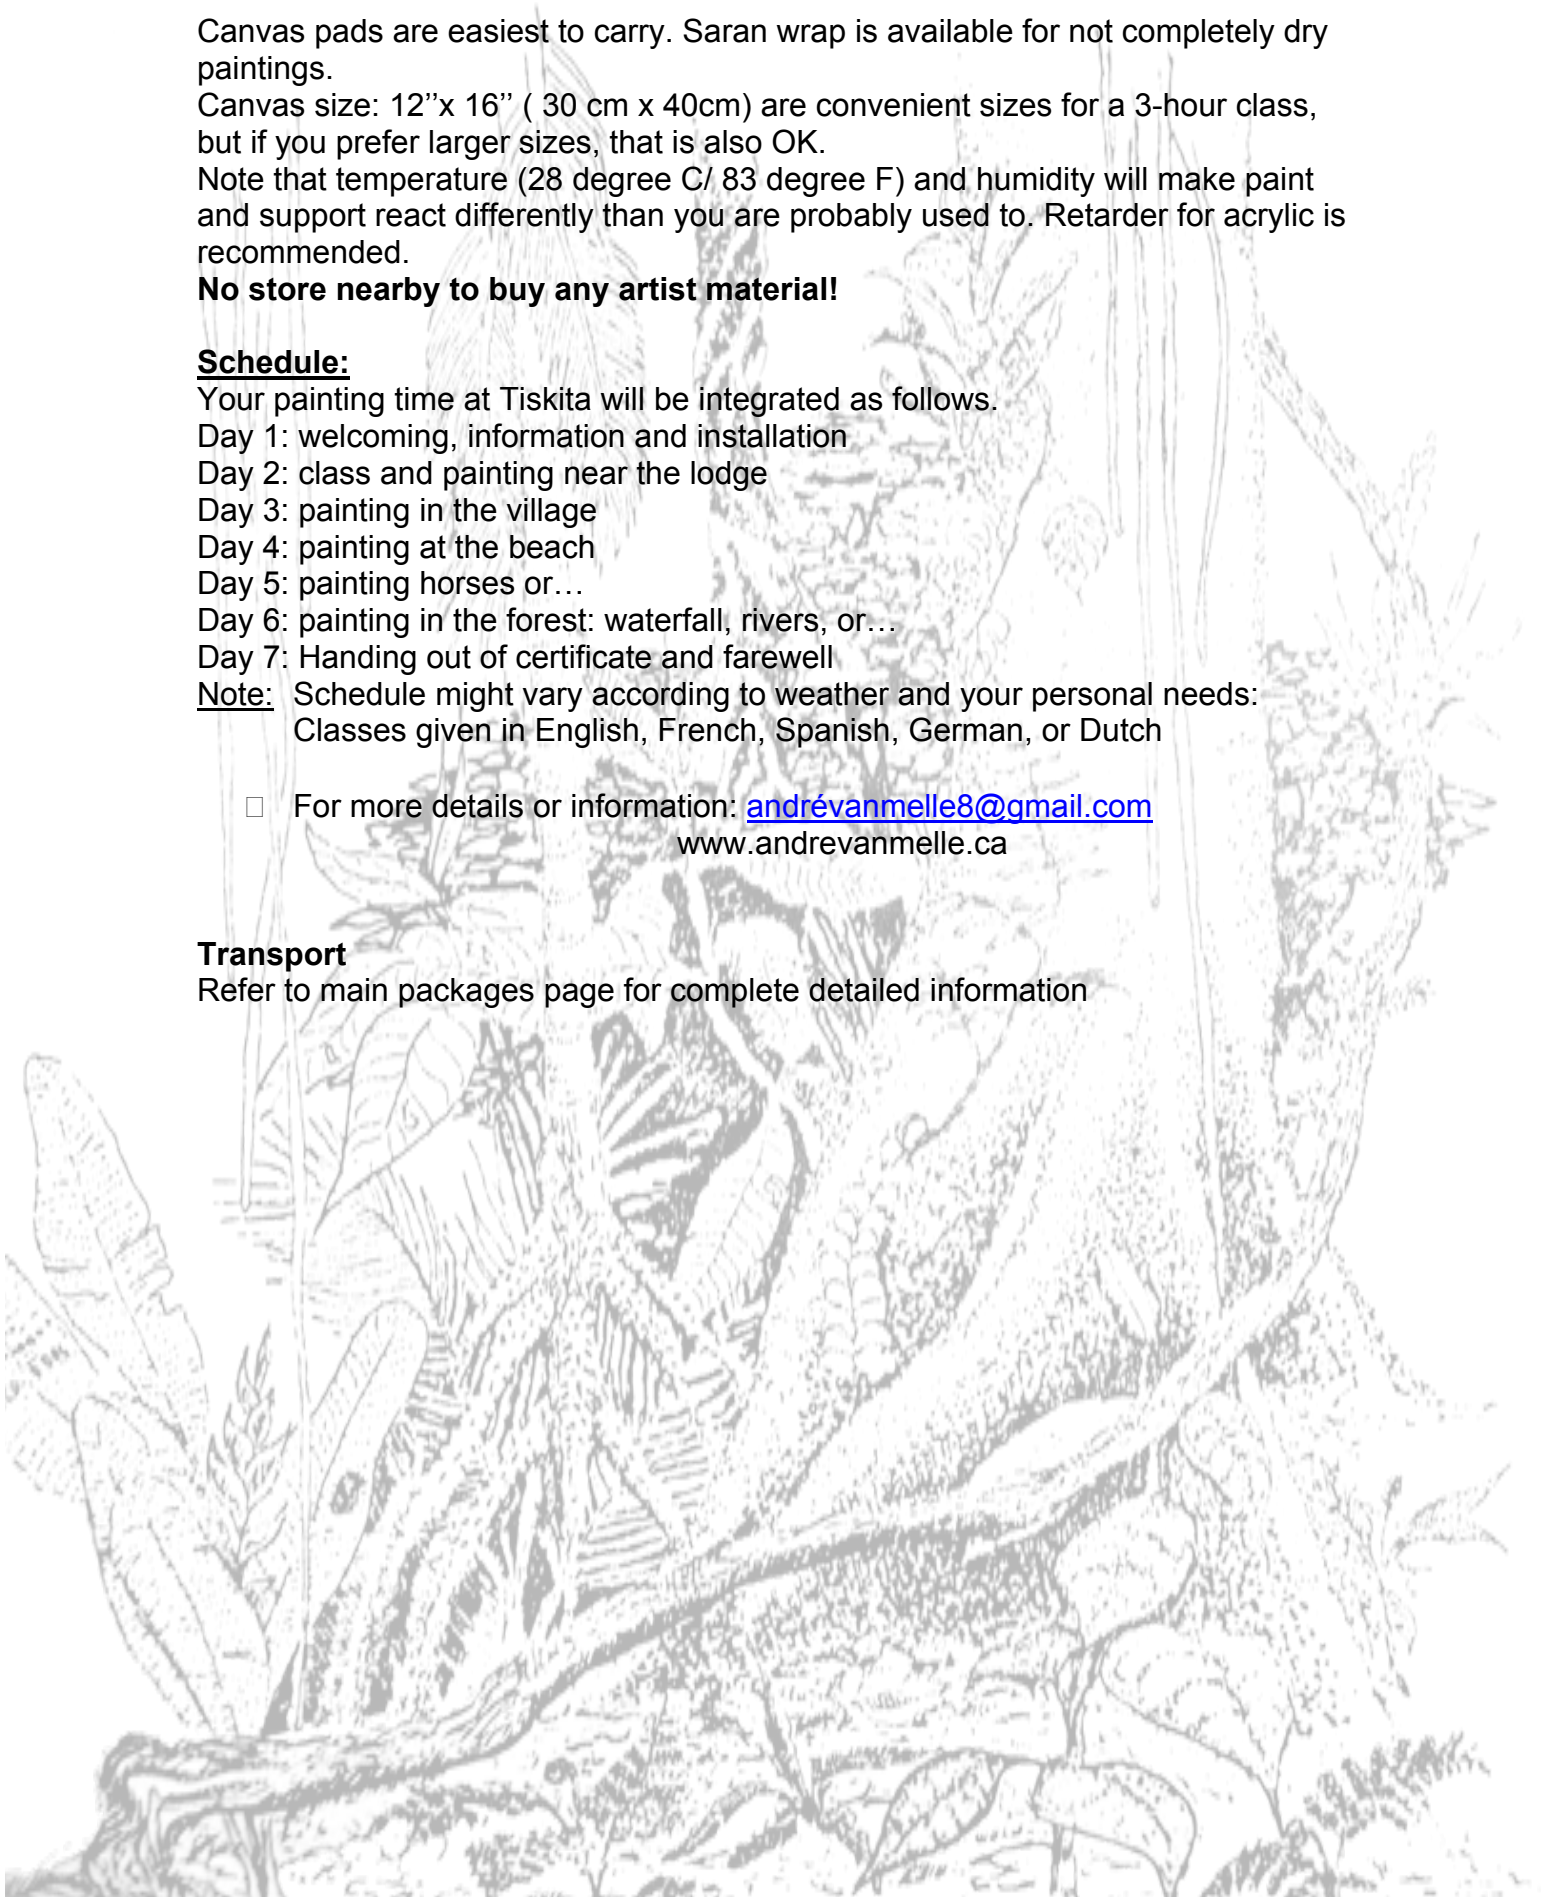 Canvas pads are easiest to carry. Saran wrap is available for not completely dry
paintings.
Canvas size: 12’’x 16’’ ( 30 cm x 40cm) are convenient sizes for a 3-hour class,
but if you prefer larger sizes, that is also OK.
Note that temperature (28 degree C/ 83 degree F) and humidity will make paint
and support react differently than you are probably used to. Retarder for acrylic is
recommended.
No store nearby to buy any artist material!
Schedule:
Your painting time at Tiskita will be integrated as follows.
Day 1: welcoming, information and installation
Day 2: class and painting near the lodge
Day 3: painting in the village
Day 4: painting at the beach
Day 5: painting horses or…
Day 6: painting in the forest: waterfall, rivers, or…
Day 7: Handing out of certificate and farewell
Note: Schedule might vary according to weather and your personal needs:
Classes given in English, French, Spanish, German, or Dutch
For more details or information: andrévanmelle8@gmail.com
www.andrevanmelle.ca
Transport
Refer to main packages page for complete detailed information